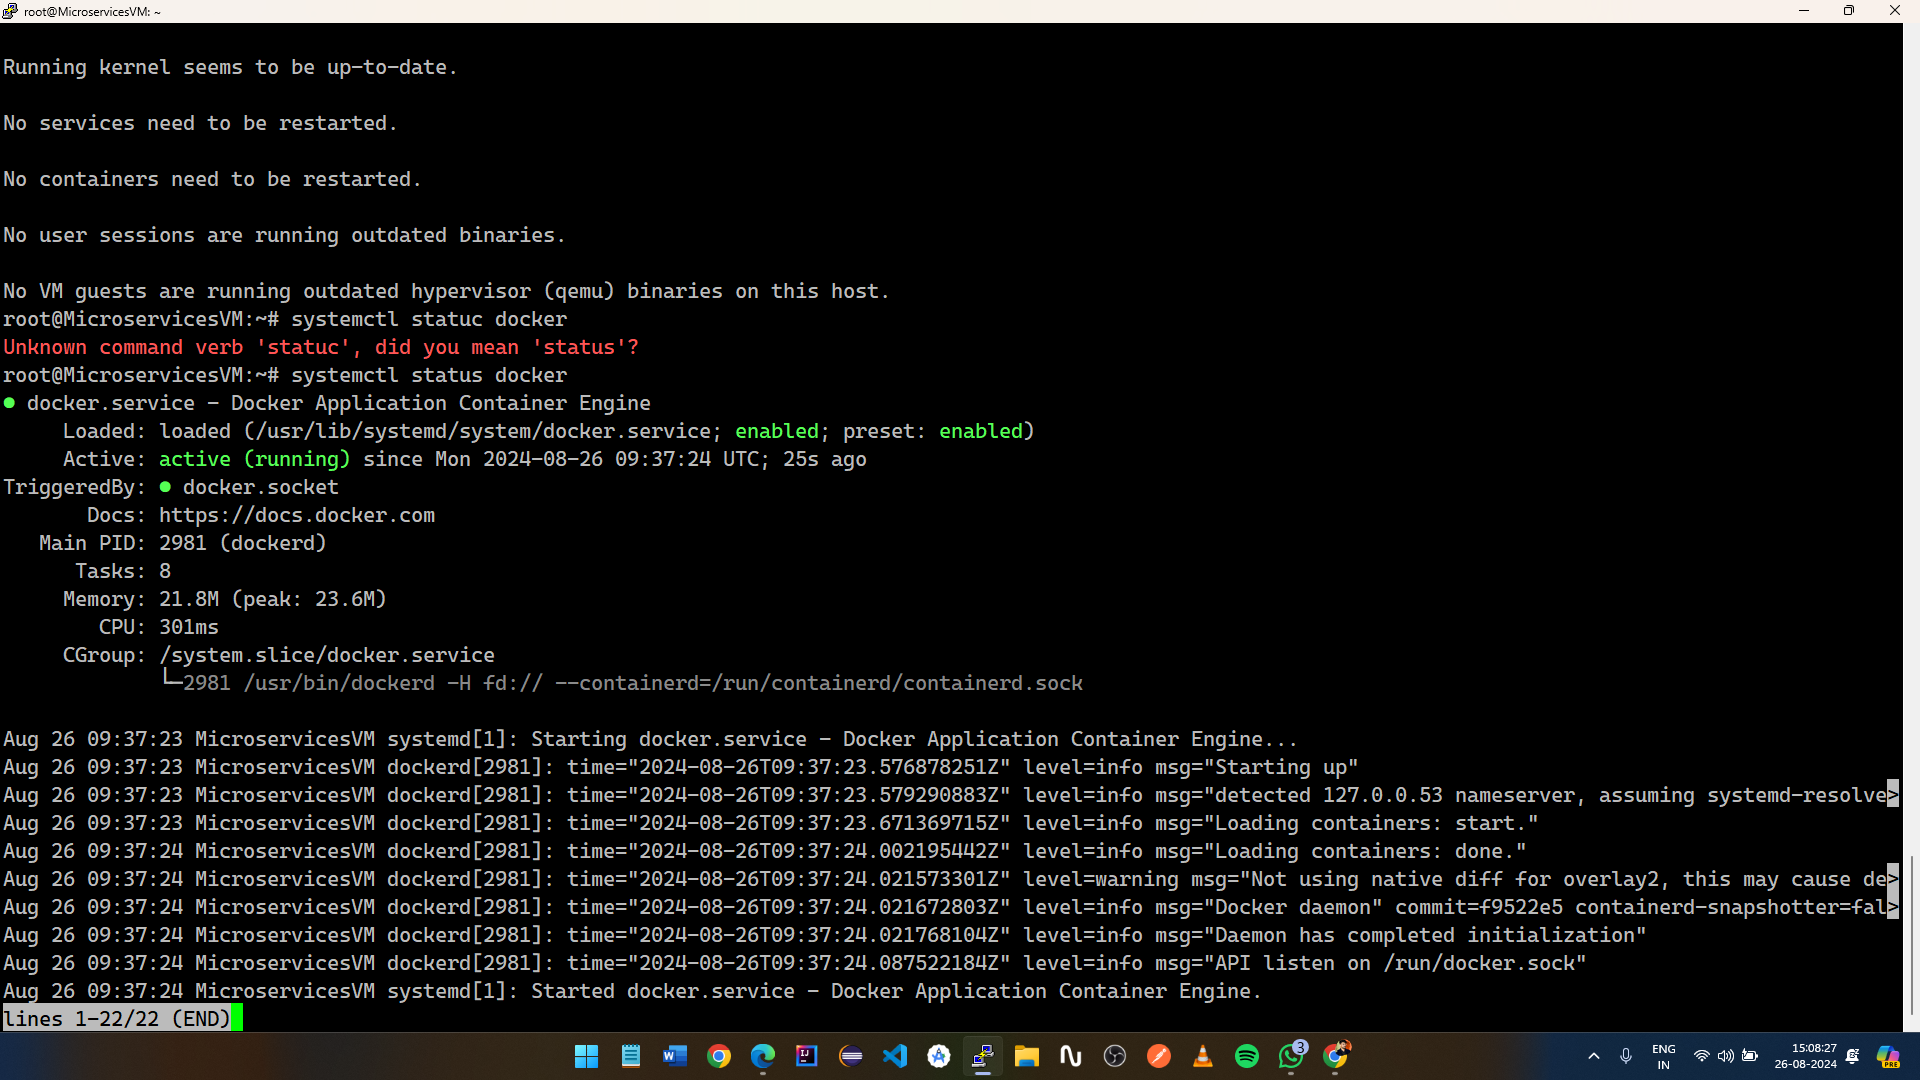 root@MicroservicesVM: ~
Running kernel seems to be up-to-date.
No services need to be restarted.
No containers need to be restarted.
No user sessions are running outdated binaries.
No VM guests are running outdated hypervisor (qemu) binaries on this host.
root@MicroservicesVM:~# systemctl statuc docker
Unknown command verb 'statuc', did you mean 'status'?
root@MicroservicesVM:~# systemctl status docker
● docker.service - Docker Application Container Engine
     Loaded: loaded (/usr/lib/systemd/system/docker.service; enabled; preset: enabled)
     Active: active (running) since Mon 2024-08-26 09:37:24 UTC; 25s ago
TriggeredBy: ● docker.socket
       Docs: https://docs.docker.com
   Main PID: 2981 (dockerd)
      Tasks: 8
     Memory: 21.8M (peak: 23.6M)
        CPU: 301ms
     CGroup: /system.slice/docker.service
             └─2981 /usr/bin/dockerd -H fd:// --containerd=/run/containerd/containerd.sock
Aug 26 09:37:23 MicroservicesVM systemd[1]: Starting docker.service - Docker Application Container Engine...
Aug 26 09:37:23 MicroservicesVM dockerd[2981]: time="2024-08-26T09:37:23.576878251Z" level=info msg="Starting up"
Aug 26 09:37:23 MicroservicesVM dockerd[2981]: time="2024-08-26T09:37:23.579290883Z" level=info msg="detected 127.0.0.53 nameserver, assuming systemd-resolve>
Aug 26 09:37:23 MicroservicesVM dockerd[2981]: time="2024-08-26T09:37:23.671369715Z" level=info msg="Loading containers: start."
Aug 26 09:37:24 MicroservicesVM dockerd[2981]: time="2024-08-26T09:37:24.002195442Z" level=info msg="Loading containers: done."
Aug 26 09:37:24 MicroservicesVM dockerd[2981]: time="2024-08-26T09:37:24.021573301Z" level=warning msg="Not using native diff for overlay2, this may cause de>
Aug 26 09:37:24 MicroservicesVM dockerd[2981]: time="2024-08-26T09:37:24.021672803Z" level=info msg="Docker daemon" commit=f9522e5 containerd-snapshotter=fal>
Aug 26 09:37:24 MicroservicesVM dockerd[2981]: time="2024-08-26T09:37:24.021768104Z" level=info msg="Daemon has completed initialization"
Aug 26 09:37:24 MicroservicesVM dockerd[2981]: time="2024-08-26T09:37:24.087522184Z" level=info msg="API listen on /run/docker.sock"
Aug 26 09:37:24 MicroservicesVM systemd[1]: Started docker.service - Docker Application Container Engine.
lines 1-22/22 (END)
3
ENG
IN
15:08:27
26-08-2024
PRE